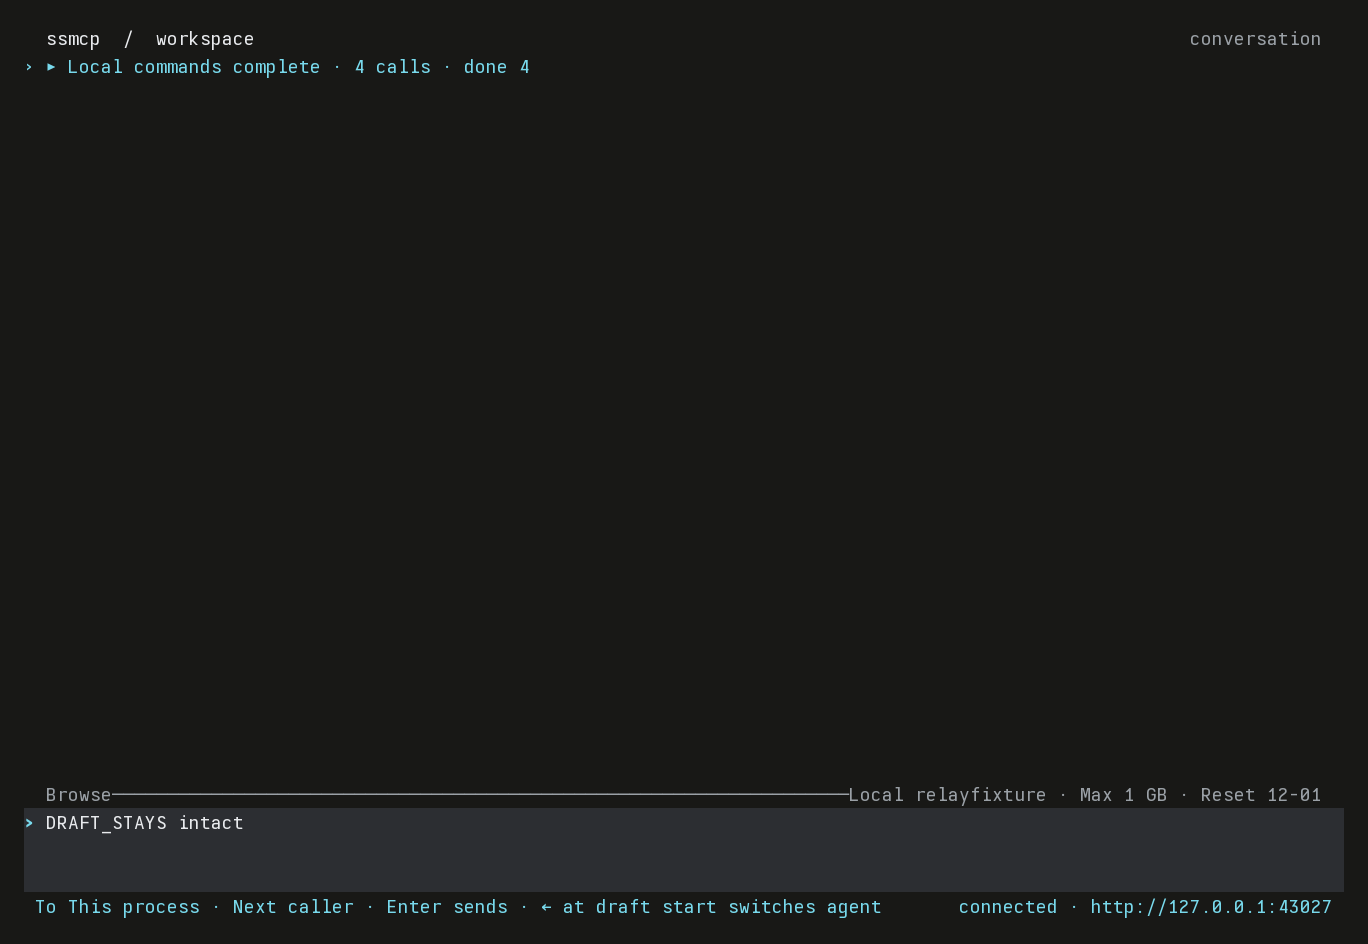 ssmcp / workspace conversation
› ▸ Local commands complete · 4 calls · done 4
Browse Local relayfixture · Max 1 GB · Reset 12-01
> DRAFT_STAYS intact
To This process · Next caller · Enter sends · ← at draft start switches agent connected · http://127.0.0.1:43027